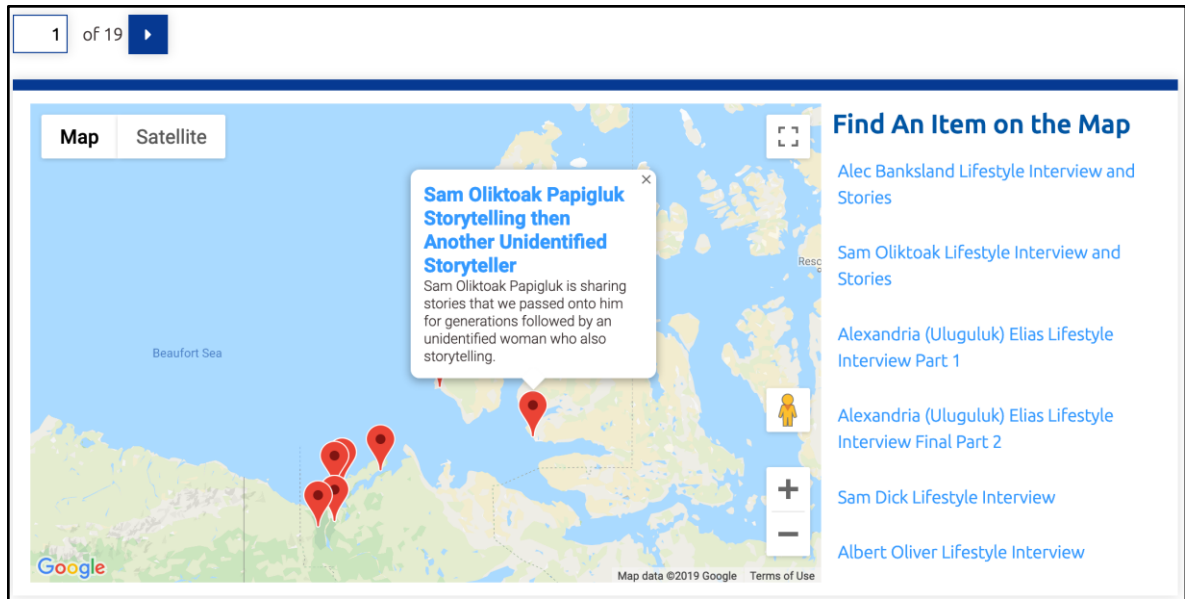 1 of 19
Map Satellite
Sam Oliktoak Papigluk
Storytelling then
Another Unidentified
Storyteller
Sam Oliktoak Papigluk is sharing
stories that we passed onto him
for generations followed by an
unidentified woman who also
storytelling.
Beaufort Sea
Reso
Google
Map data ©2019 Google Terms of Use
Find An Item on the Map
Alec Banksland Lifestyle Interview and
Stories
Sam Oliktoak Lifestyle Interview and
Stories
Alexandria (Uluguluk) Elias Lifestyle
Interview Part 1
Alexandria (Uluguluk) Elias Lifestyle
Interview Final Part 2
Sam Dick Lifestyle Interview
Albert Oliver Lifestyle Interview